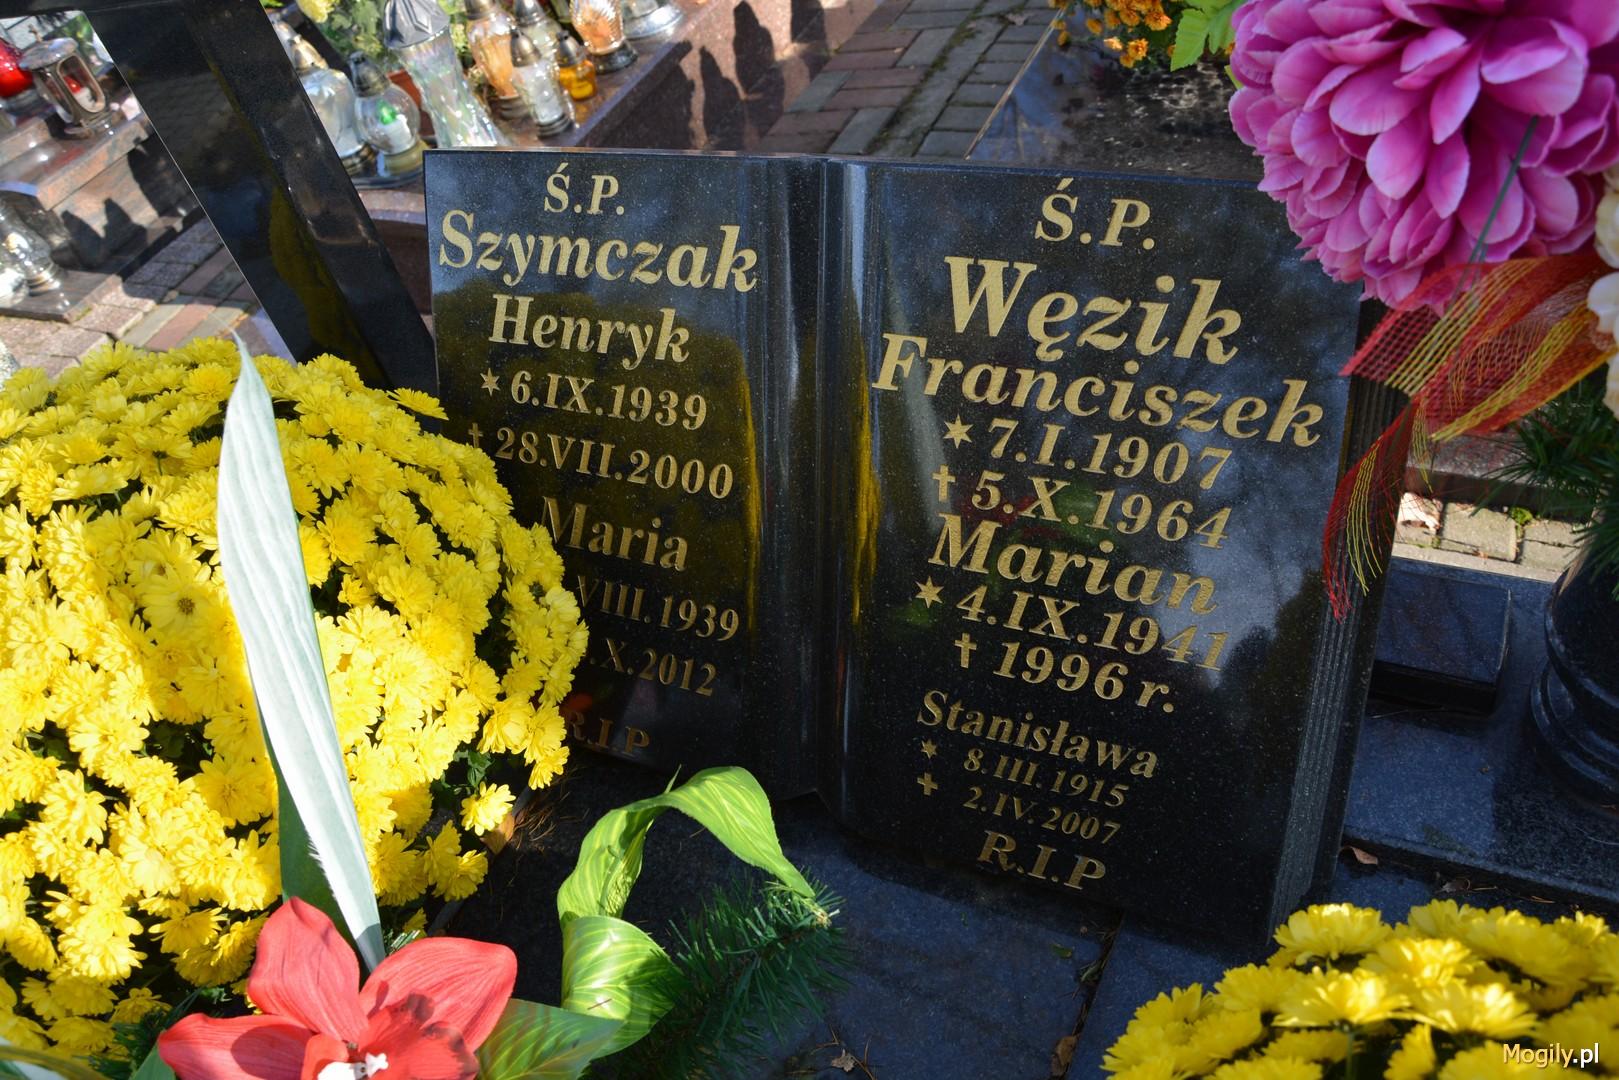 Ś.P.
Szymczak
Henryk
* 6.IX.1939
† 28.VII.2000
Maria
VIII.1939
.X.2012
R.I.P
Ś.P.
Węzik
Franciszek
* 7.I.1907
† 5.X.1964
Marian
* 4.IX.1941
† 1996 r.
Stanisława
* 8.III.1915
† 2.IV.2007
R.I.P
Mogily.pl